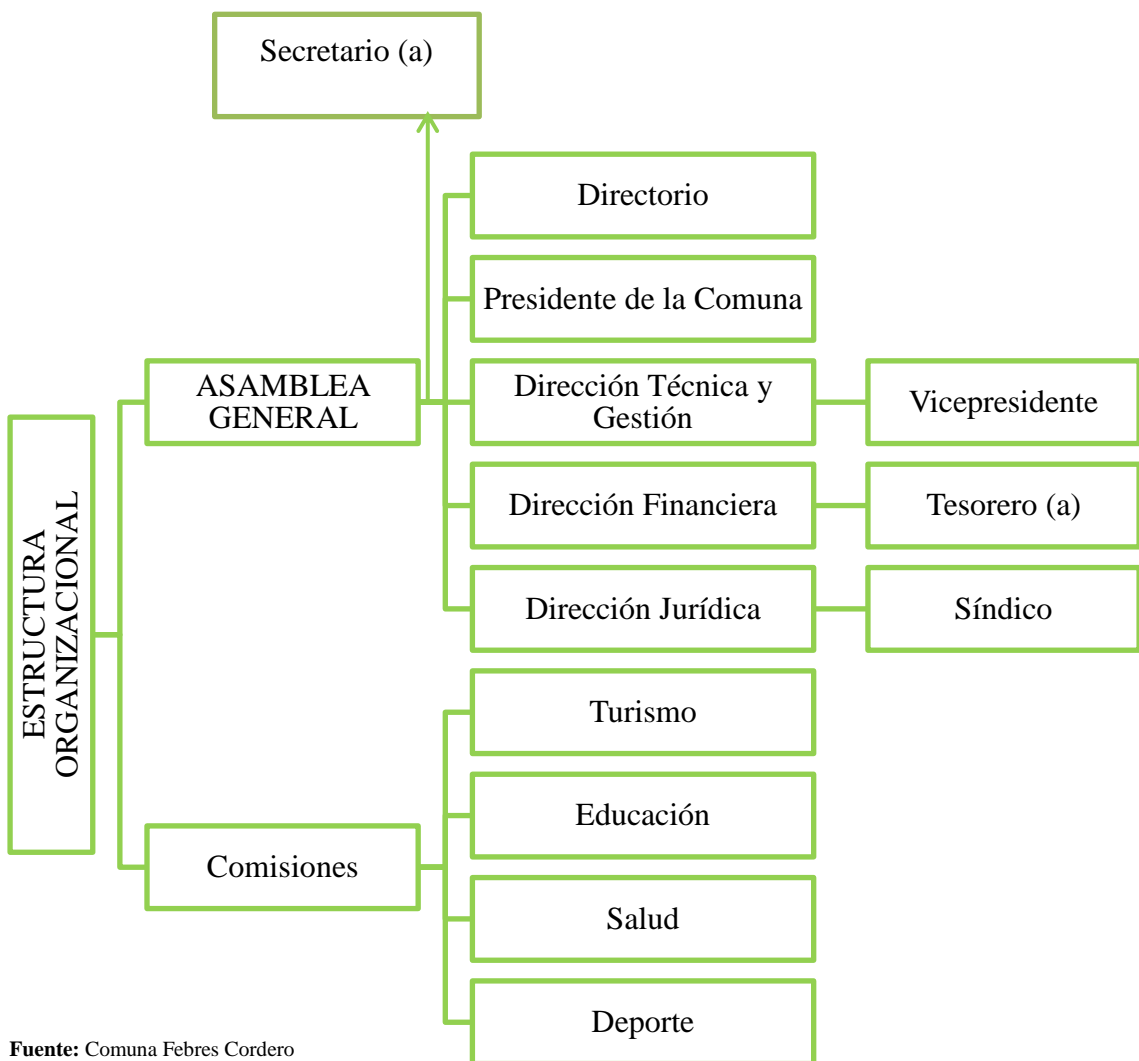 Secretario (a)
Directorio
Presidente de la Comuna
ASAMBLEA
GENERAL
Dirección Técnica y
Gestión
Vicepresidente
Dirección Financiera
Tesorero (a)
Dirección Jurídica
Síndico
ESTRUCTURA
ORGANIZACIONAL
Turismo
Educación
Comisiones
Salud
Deporte
Fuente: Comuna Febres Cordero